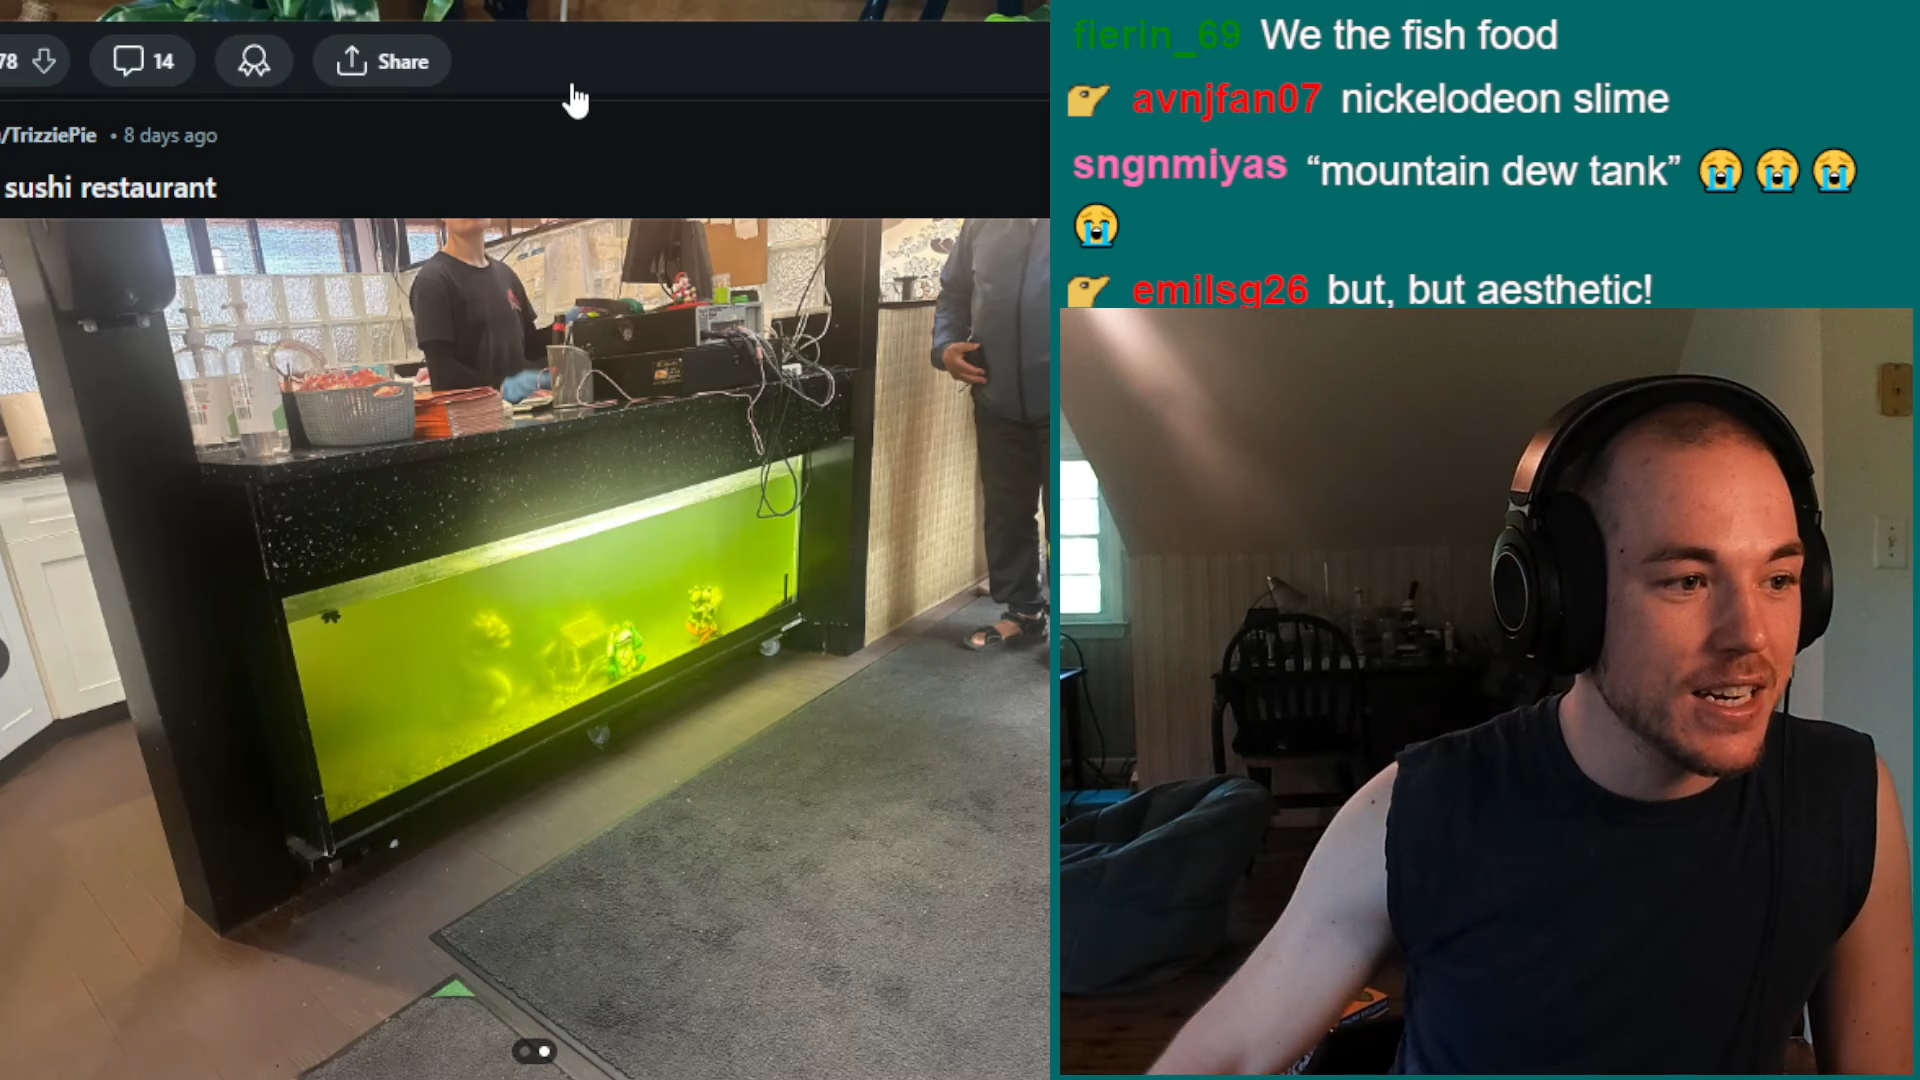 78
14
Share
/TrizziePie • 8 days ago
sushi restaurant
fierin_69 We the fish food
avnjfan07 nickelodeon slime
sngnmiyas “mountain dew tank” 😭 😭 😭
😭
emilsg26 but, but aesthetic!